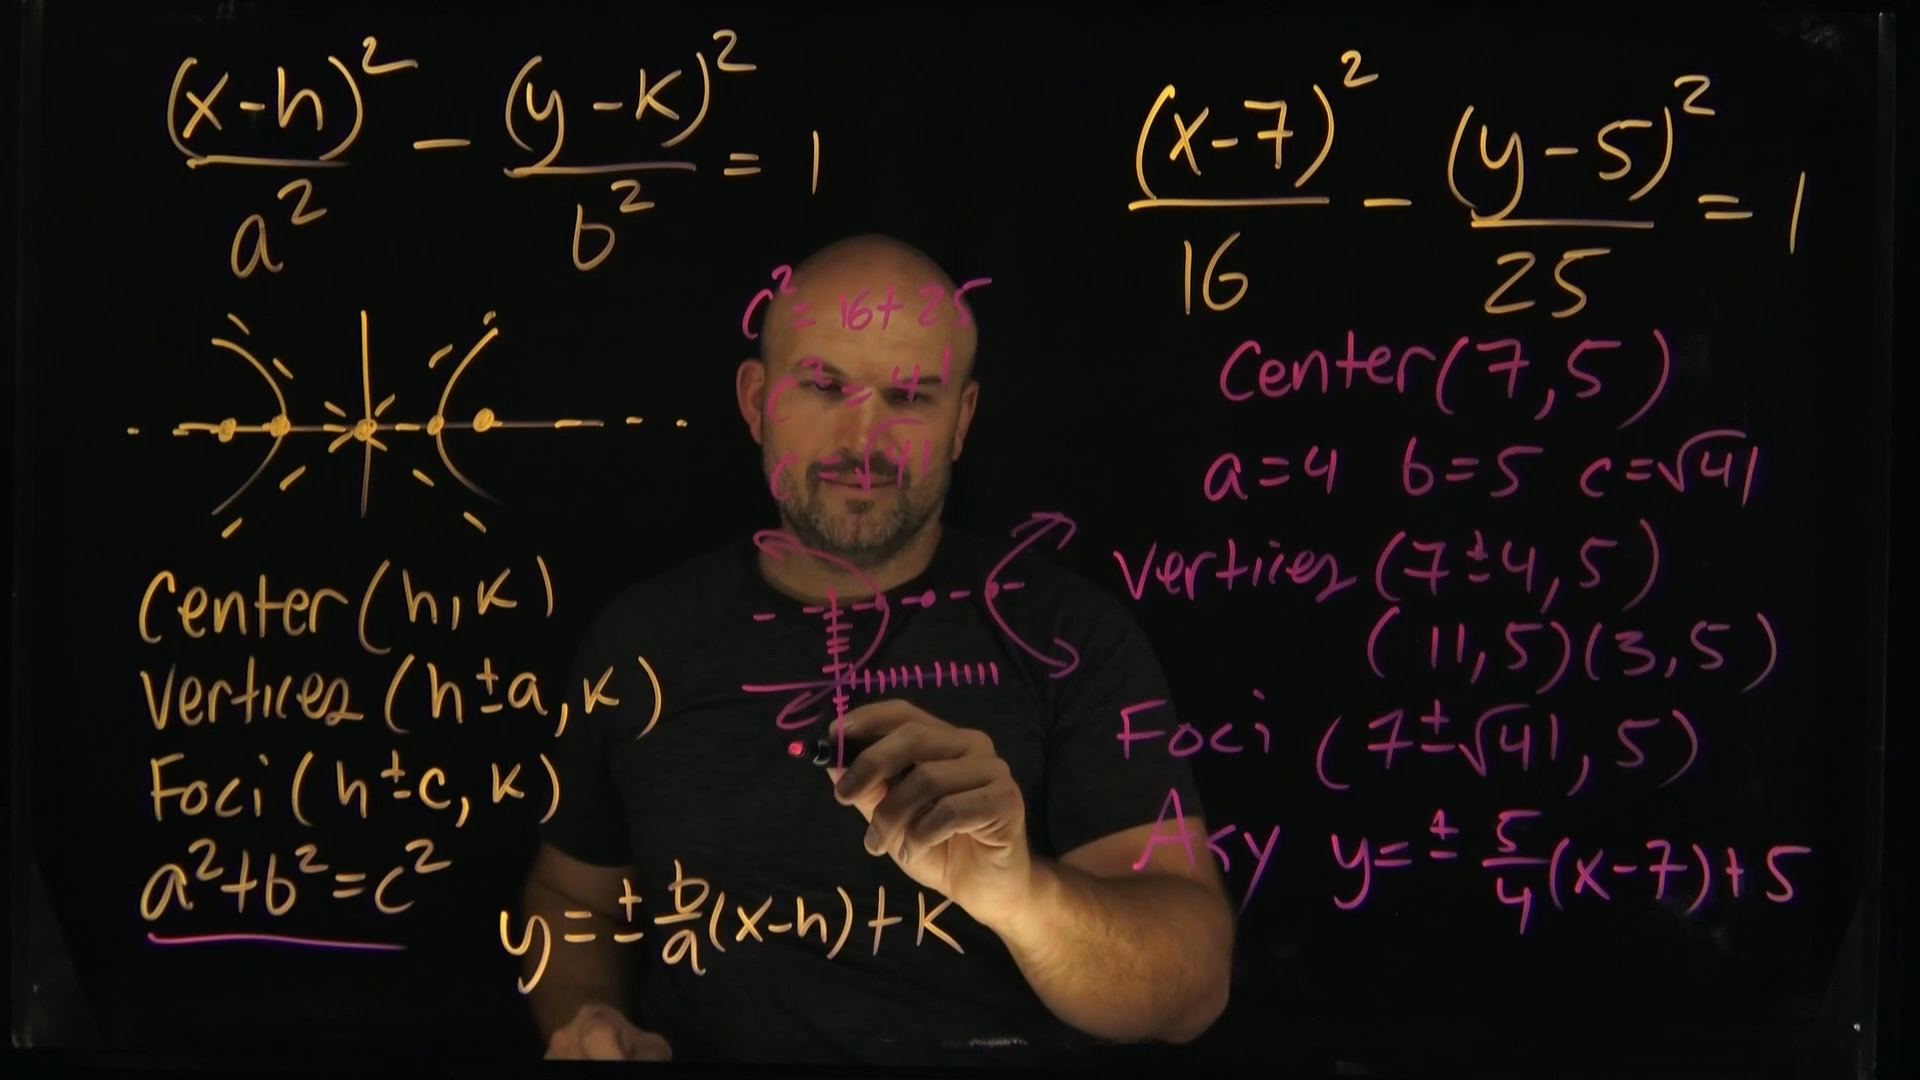 (x-h)² / a² - (y-k)² / b² = 1
Center (h, k)
Vertices (h±a, k)
Foci (h±c, k)
a²+b²=c²
y=± b/a (x-h)+k
c²=16+25
c²=41
c=√41
(x-7)² / 16 - (y-5)² / 25 = 1
Center (7,5)
a=4 b=5 c=√41
Vertices (7±4, 5)
(11,5)(3,5)
Foci (7±√41, 5)
Asy y=± 5/4 (x-7)+5